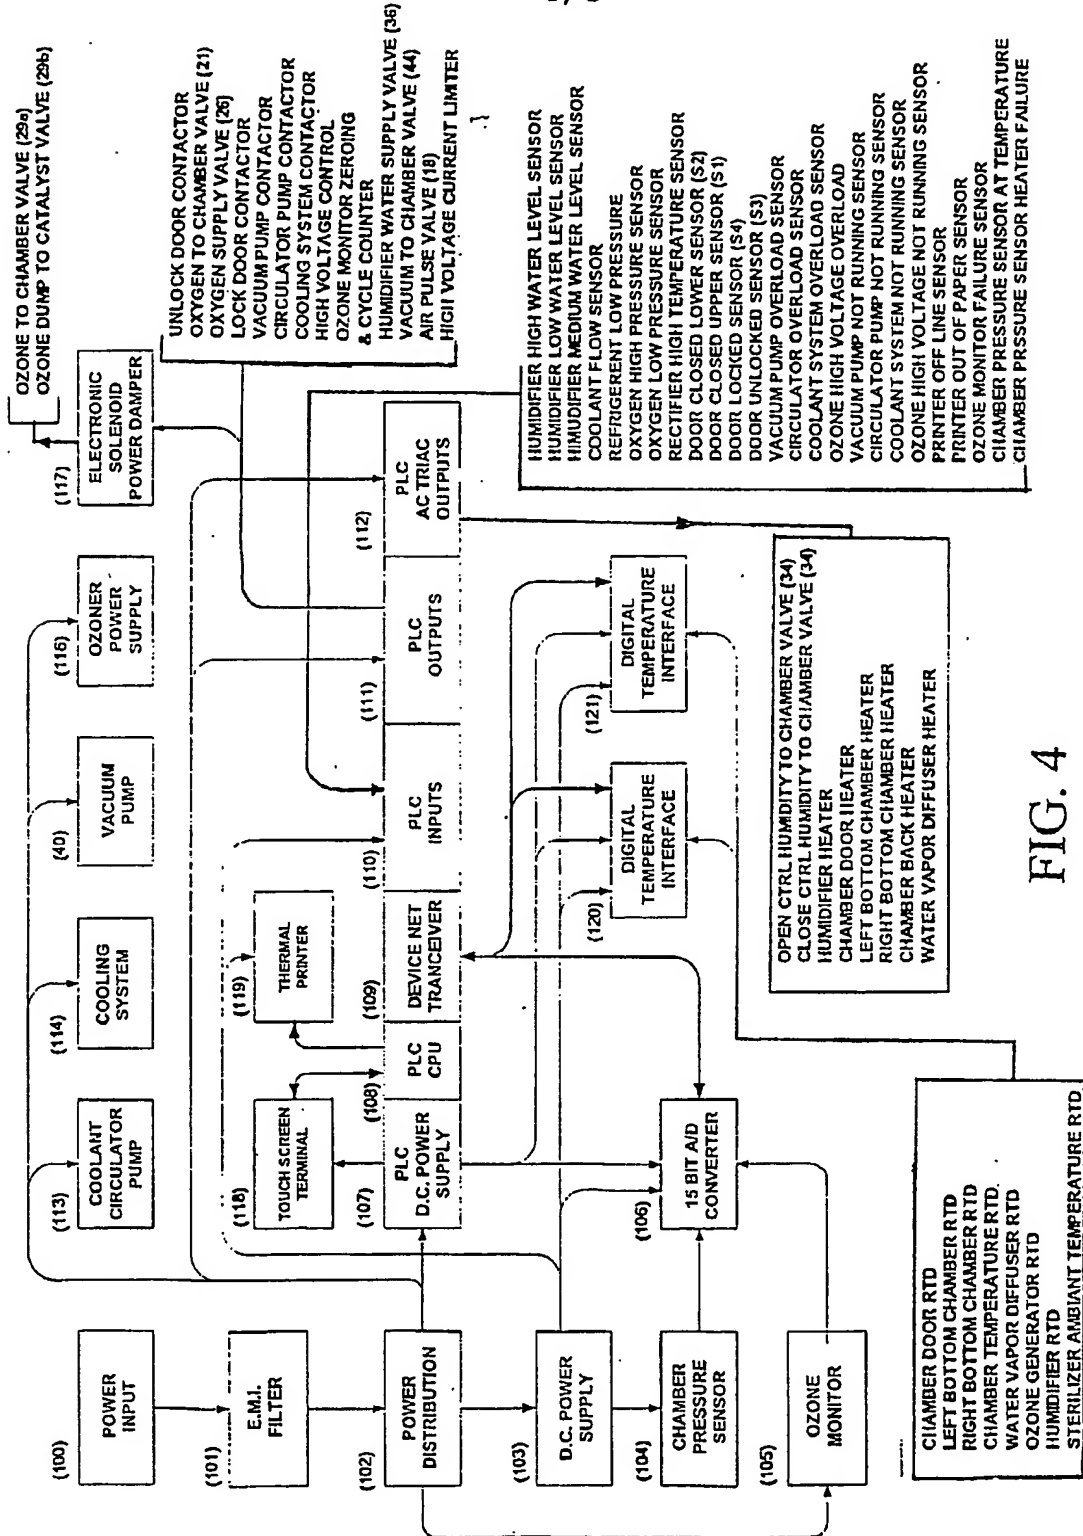 (100)
POWER
INPUT
(101)
E.M.I.
FILTER
(102)
POWER
DISTRIBUTION
(103)
D.C. POWER
SUPPLY
(104)
CHAMBER
PRESSURE
SENSOR
(105)
OZONE
MONITOR
(113)
COOLANT
CIRCULATOR
PUMP
(114)
COOLING
SYSTEM
(40)
VACUUM
PUMP
(116)
OZONER
POWER
SUPPLY
(117)
ELECTRONIC
SOLENOID
POWER DAMPER
OZONE TO CHAMBER VALVE (29a)
OZONE DUMP TO CATALYST VALVE (29b)
(118)
TOUCH SCREEN
TERMINAL
(119)
THERMAL
PRINTER
(107)
PLC
D.C. POWER
SUPPLY
(108)
PLC
CPU
(109)
DEVICE NET
TRANCEIVER
(110)
PLC
INPUTS
(111)
PLC
OUTPUTS
(112)
PLC
AC TRIAC
OUTPUTS
UNLOCK DOOR CONTACTOR
OXYGEN TO CHAMBER VALVE (21)
OXYGEN SUPPLY VALVE (26)
LOCK DOOR CONTACTOR
VACUUM PUMP CONTACTOR
CIRCULATOR PUMP CONTACTOR
COOLING SYSTEM CONTACTOR
HIGH VOLTAGE CONTROL
OZONE MONITOR ZEROING
& CYCLE COUNTER
HUMIDIFIER WATER SUPPLY VALVE (36)
VACUUM TO CHAMBER VALVE (44)
AIR PULSE VALVE (18)
HIGH VOLTAGE CURRENT LIMITER
(106)
15 BIT A/D
CONVERTER
(120)
DIGITAL
TEMPERATURE
INTERFACE
(121)
DIGITAL
TEMPERATURE
INTERFACE
HUMIDIFIER HIGH WATER LEVEL SENSOR
HUMIDIFIER LOW WATER LEVEL SENSOR
HIMUDIFIER MEDIUM WATER LEVEL SENSOR
COOLANT FLOW SENSOR
REFRIGERENT LOW PRESSURE
OXYGEN HIGH PRESSURE SENSOR
OXYGEN LOW PRESSURE SENSOR
RECTIFIER HIGH TEMPERATURE SENSOR
DOOR CLOSED LOWER SENSOR (S2)
DOOR CLOSED UPPER SENSOR (S1)
DOOR LOCKED SENSOR (S4)
DOOR UNLOCKED SENSOR (S3)
VACUUM PUMP OVERLOAD SENSOR
CIRCULATOR OVERLOAD SENSOR
COOLANT SYSTEM OVERLOAD SENSOR
OZONE HIGH VOLTAGE OVERLOAD
VACUUM PUMP NOT RUNNING SENSOR
CIRCULATOR PUMP NOT RUNNING SENSOR
COOLANT SYSTEM NOT RUNNING SENSOR
OZONE HIGH VOLTAGE NOT RUNNING SENSOR
PRINTER OFF LINE SENSOR
PRINTER OUT OF PAPER SENSOR
OZONE MONITOR FAILURE SENSOR
CHAMBER PRESSURE SENSOR AT TEMPERATURE
CHAMBER PRSSURE SENSOR HEATER FAILURE
OPEN CTRL HUMIDITY TO CHAMBER VALVE (34)
CLOSE CTRL HUMIDITY TO CHAMBER VALVE (34)
HUMIDIFIER HEATER
CHAMBER DOOR HEATER
LEFT BOTTOM CHAMBER HEATER
RIGHT BOTTOM CHAMBER HEATER
CHAMBER BACK HEATER
WATER VAPOR DIFFUSER HEATER
CHAMBER DOOR RTD
LEFT BOTTOM CHAMBER RTD
RIGHT BOTTOM CHAMBER RTD
CHAMBER TEMPERATURE RTD
WATER VAPOR DIFFUSER RTD
OZONE GENERATOR RTD
HUMIDIFIER RTD
STERILIZER AMBIANT TEMPERATURE RTD
FIG. 4